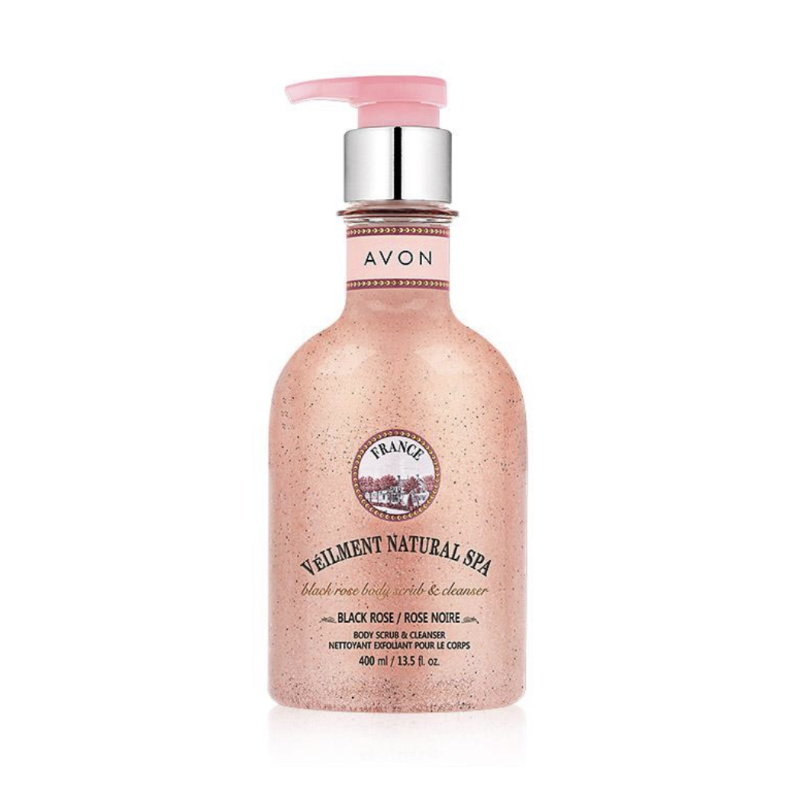 AVON
FRANCE
VÉILMENT NATURAL SPA
black rose body scrub & cleanser
BLACK ROSE / ROSE NOIRE
BODY SCRUB & CLEANSER
NETTOYANT EXFOLIANT POUR LE CORPS
400 ml / 13.5 fl. oz.